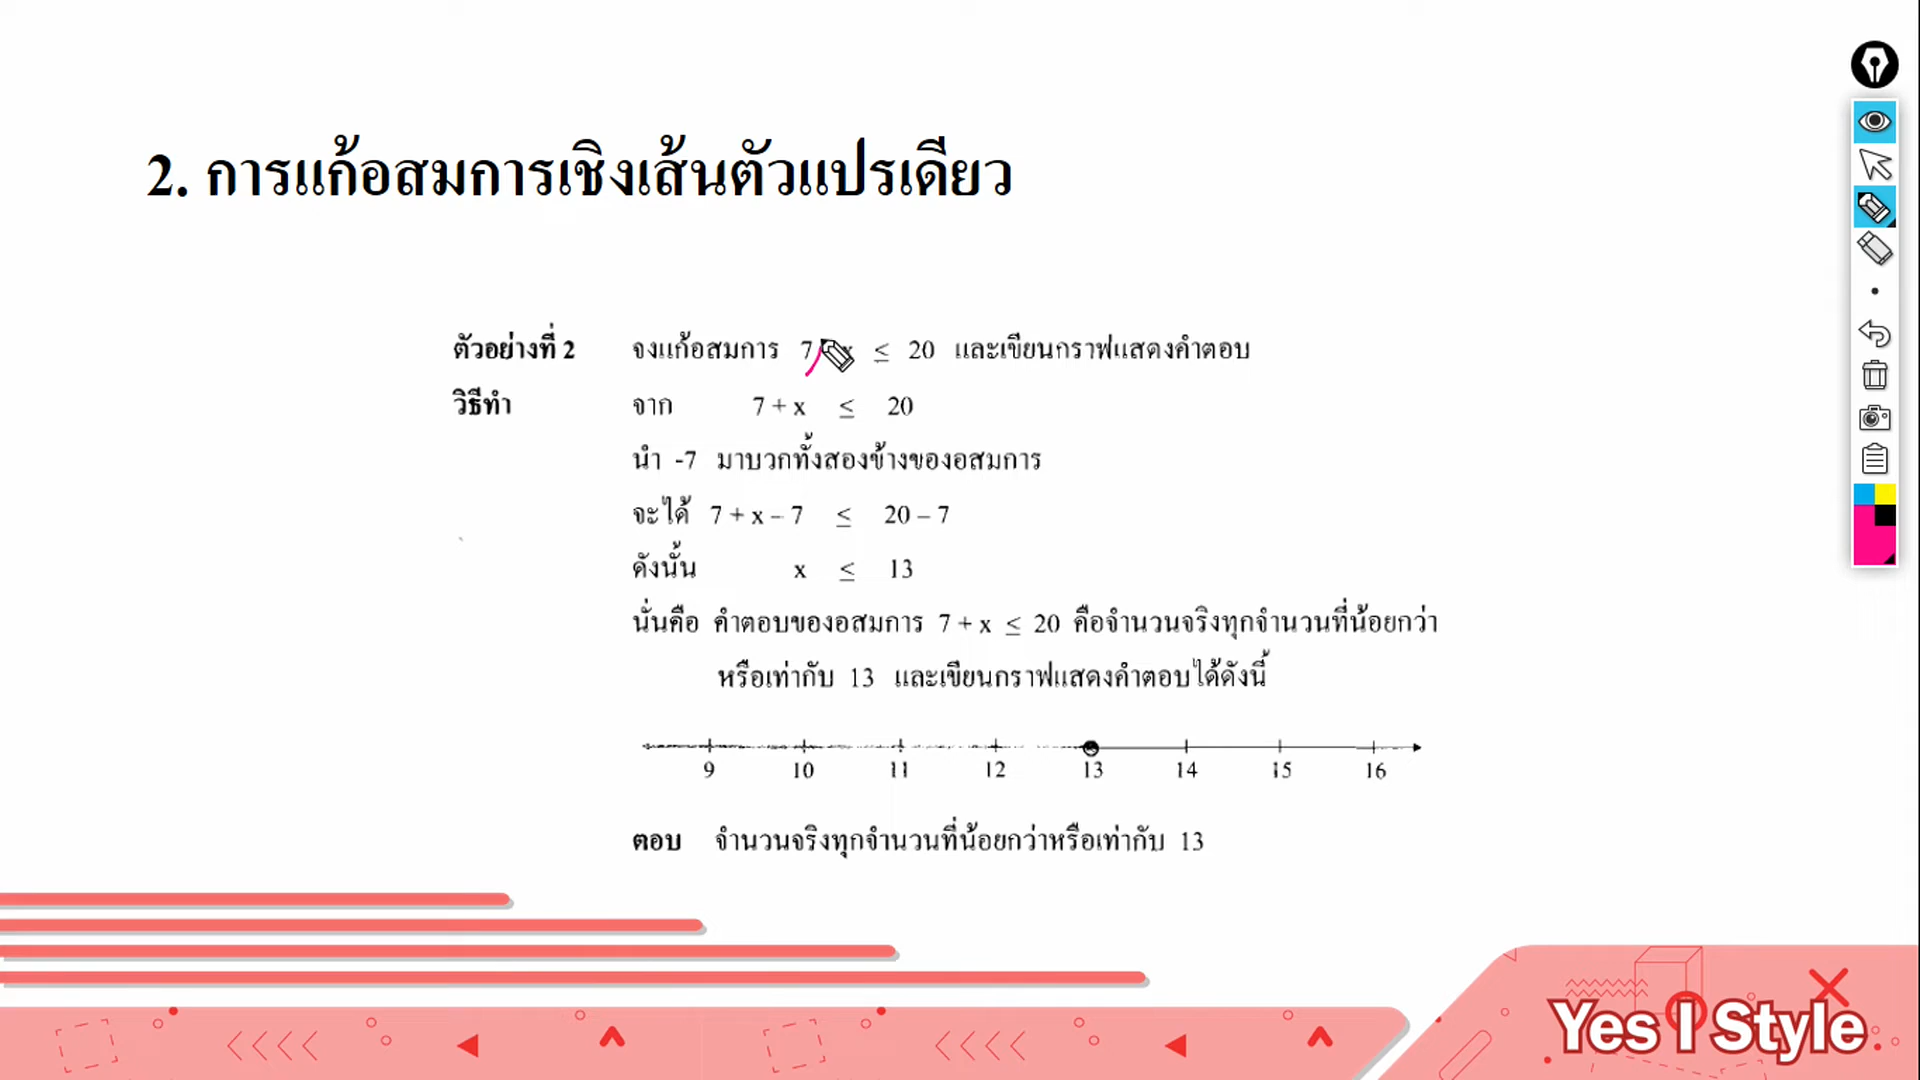 2. การแก้อสมการเชิงเส้นตัวแปรเดียว
ตัวอย่างที่ 2 จงแก้อสมการ 7 x ≤ 20 และเขียนกราฟแสดงคำตอบ
วิธีทำ จาก 7 + x ≤ 20
นำ -7 มาบวกทั้งสองข้างของอสมการ
จะได้ 7 + x – 7 ≤ 20 – 7
ดังนั้น x ≤ 13
นั่นคือ คำตอบของอสมการ 7 + x ≤ 20 คือจำนวนจริงทุกจำนวนที่น้อยกว่า
หรือเท่ากับ 13 และเขียนกราฟแสดงคำตอบได้ดังนี้
9 10 11 12 13 14 15 16
ตอบ จำนวนจริงทุกจำนวนที่น้อยกว่าหรือเท่ากับ 13
Yes I Style